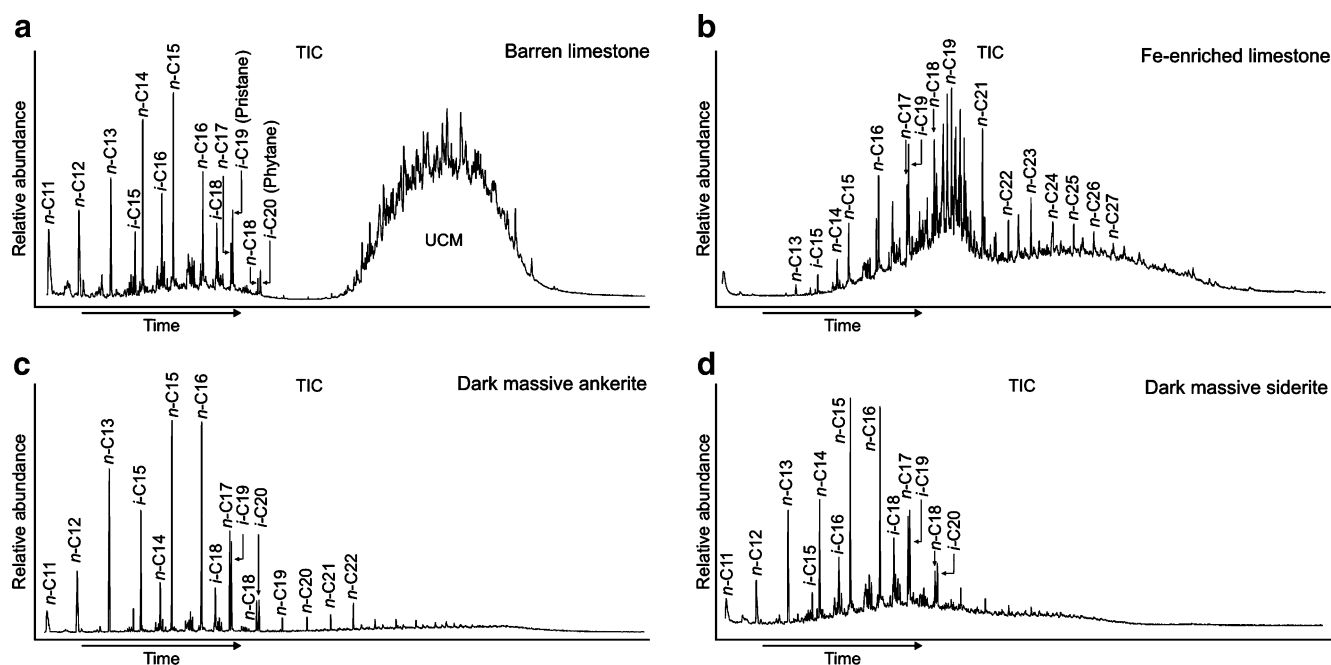 a
TIC
Barren limestone
Relative abundance
n-C11
n-C12
n-C13
i-C15
n-C14
i-C16
n-C15
n-C16
i-C18
n-C17
i-C19 (Pristane)
n-C18
i-C20 (Phytane)
UCM
Time
b
TIC
Fe-enriched limestone
Relative abundance
n-C13
i-C15
n-C14
n-C15
n-C16
n-C17
i-C19
n-C18
n-C19
n-C21
n-C22
n-C23
n-C24
n-C25
n-C26
n-C27
Time
c
TIC
Dark massive ankerite
Relative abundance
n-C11
n-C12
n-C13
i-C15
n-C14
n-C15
n-C16
i-C18
n-C17
i-C19
n-C18
i-C20
n-C19
n-C20
n-C21
n-C22
Time
d
TIC
Dark massive siderite
Relative abundance
n-C11
n-C12
n-C13
i-C15
n-C14
i-C16
n-C15
n-C16
i-C18
n-C17
i-C19
n-C18
i-C20
Time